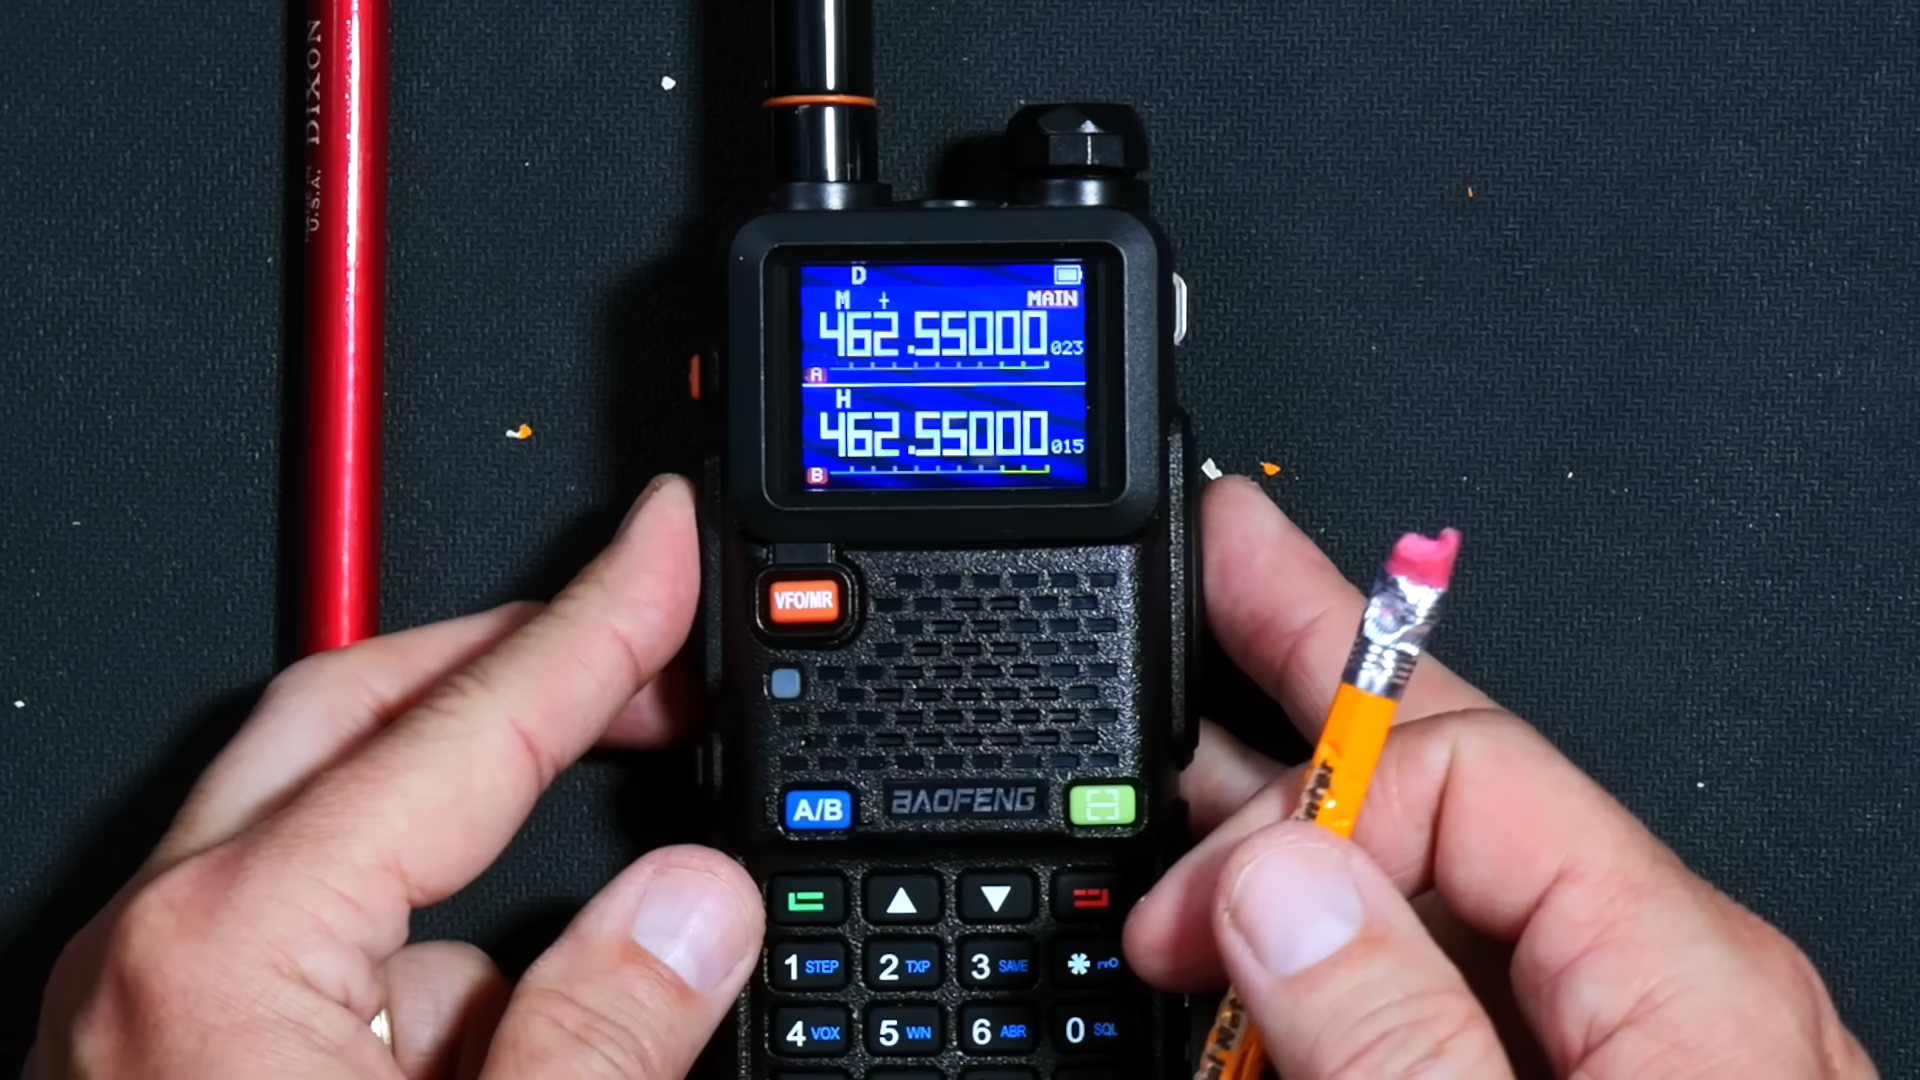 DIXON
U.S.A.
D
M + MAIN
462.55000 023
A
H
462.55000 015
B
VFO/MR
A/B
BAOFENG
1 STEP 2 TXP 3 SAVE *
4 VOX 5 WN 6 ABR 0 SQL